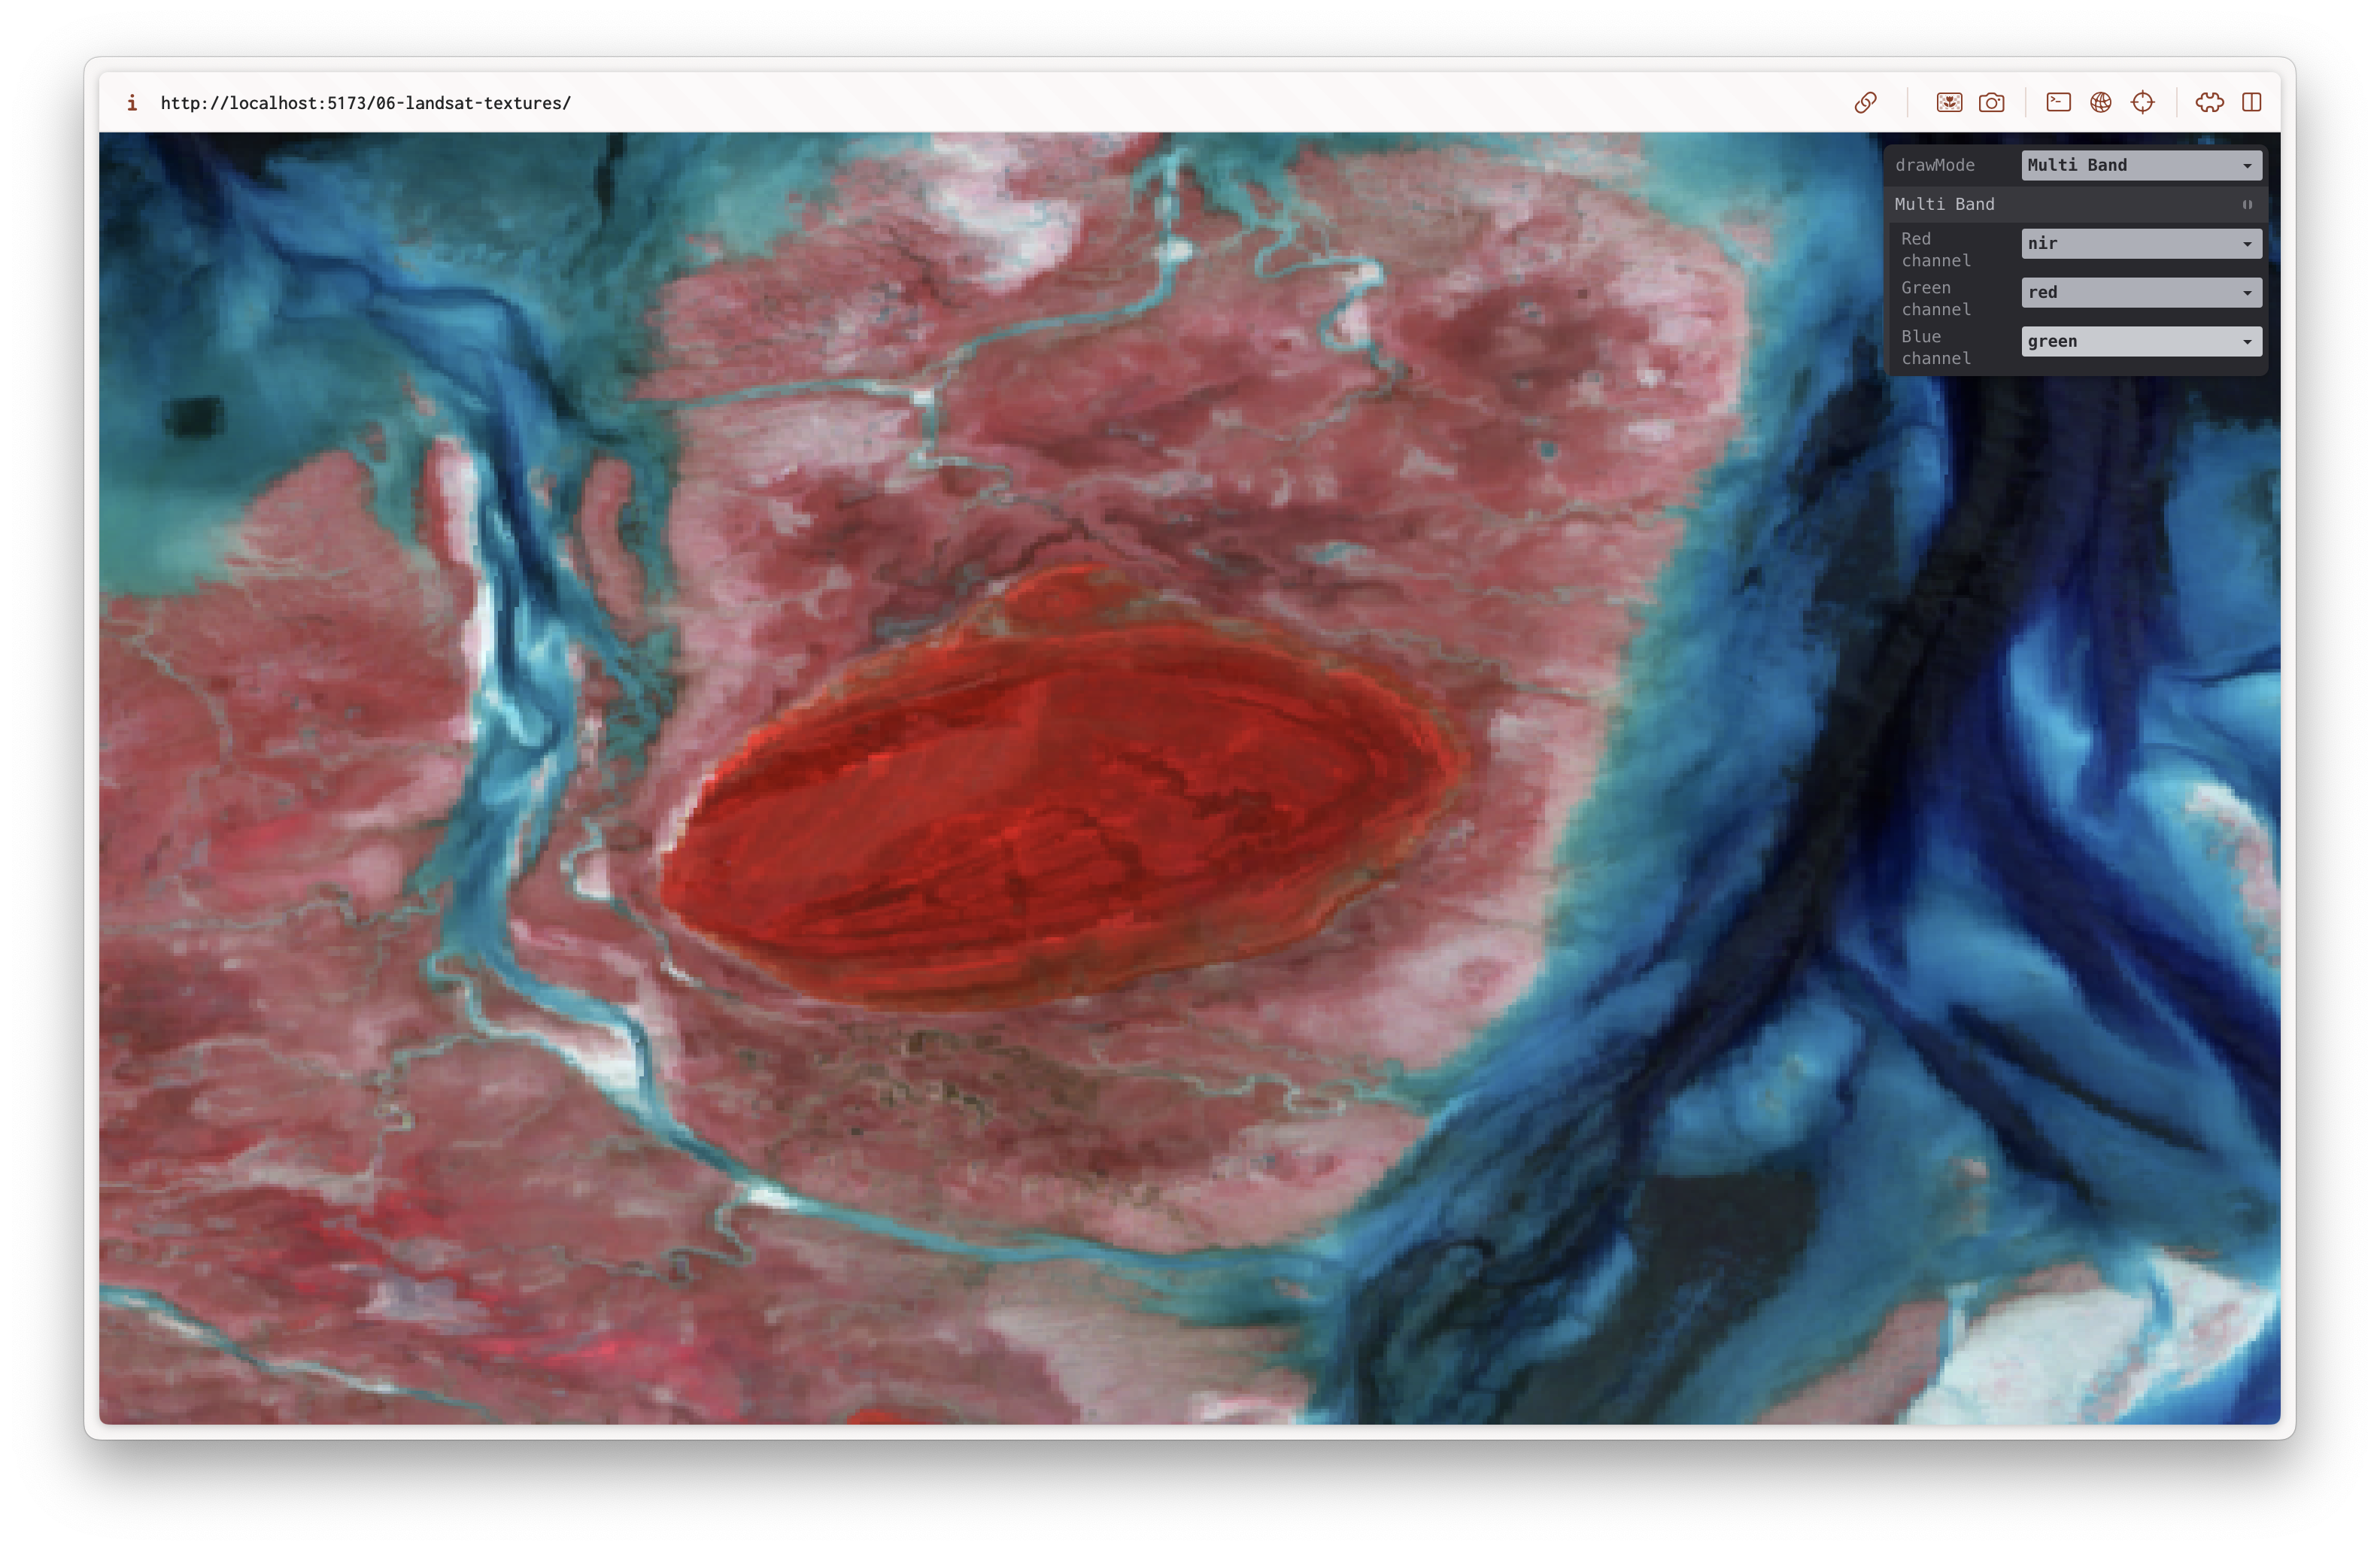 http://localhost:5173/06-landsat-textures/
drawMode Multi Band
Multi Band
Red channel nir
Green channel red
Blue channel green